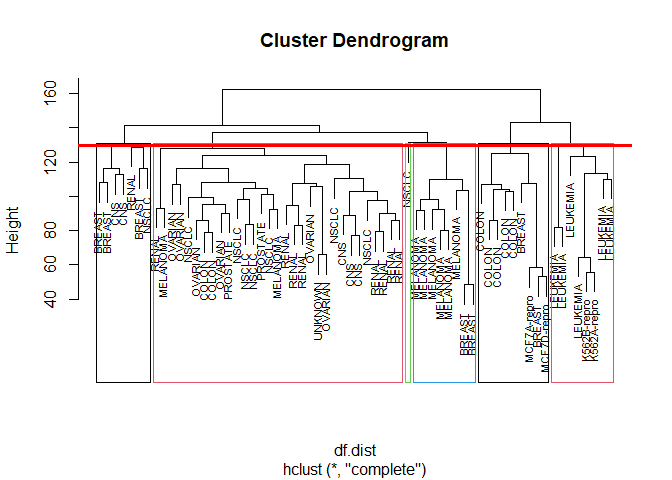 Cluster Dendrogram
Height
160
120
80
60
40
BREAST
BREAST
CNS
CNS
RENAL
BREAST
NSCLC
RENAL
MELANOMA
OVARIAN
OVARIAN
NSCLC
OVARIAN
COLON
COLON
OVARIAN
PROSTATE
NSCLC
NSCLC
NSCLC
PROSTATE
NSCLC
MELANOMA
RENAL
RENAL
RENAL
RENAL
OVARIAN
UNKNOWN
OVARIAN
NSCLC
CNS
CNS
CNS
NSCLC
RENAL
RENAL
RENAL
RENAL
NSCLC
MELANOMA
MELANOMA
MELANOMA
MELANOMA
MELANOMA
MELANOMA
MELANOMA
BREAST
BREAST
COLON
COLON
COLON
COLON
COLON
BREAST
MCF7A-repro
BREAST
MCF7D-repro
LEUKEMIA
LEUKEMIA
LEUKEMIA
LEUKEMIA
K562B-repro
K562A-repro
LEUKEMIA
LEUKEMIA
df.dist
hclust (*, "complete")